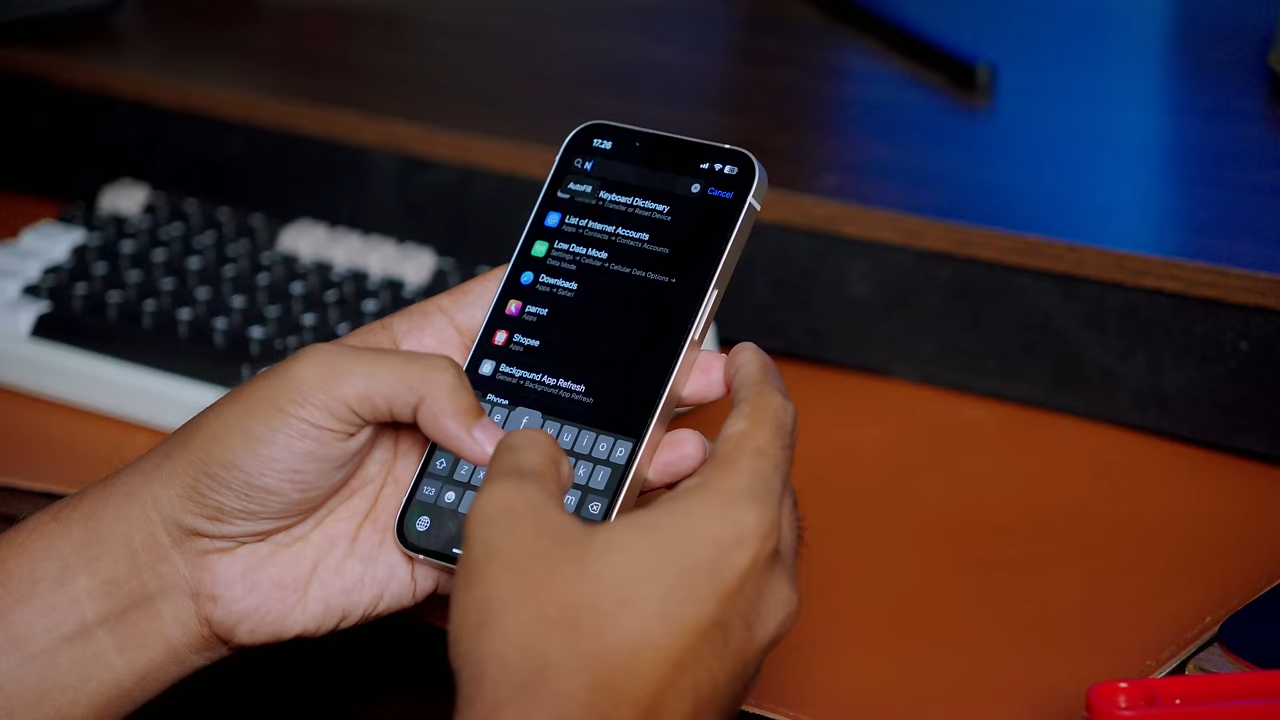 17.26
N
Cancel
AutoFill
Keyboard Dictionary
General → Transfer or Reset Device
List of Internet Accounts
Apps → Contacts → Contacts Accounts
Low Data Mode
Settings → Cellular → Cellular Data Options →
Data Mode
Downloads
Apps → Safari
parrot
Apps
Shopee
Apps
Background App Refresh
General → Background App Refresh
Phone
e f y u i o p
k l
z x m
123